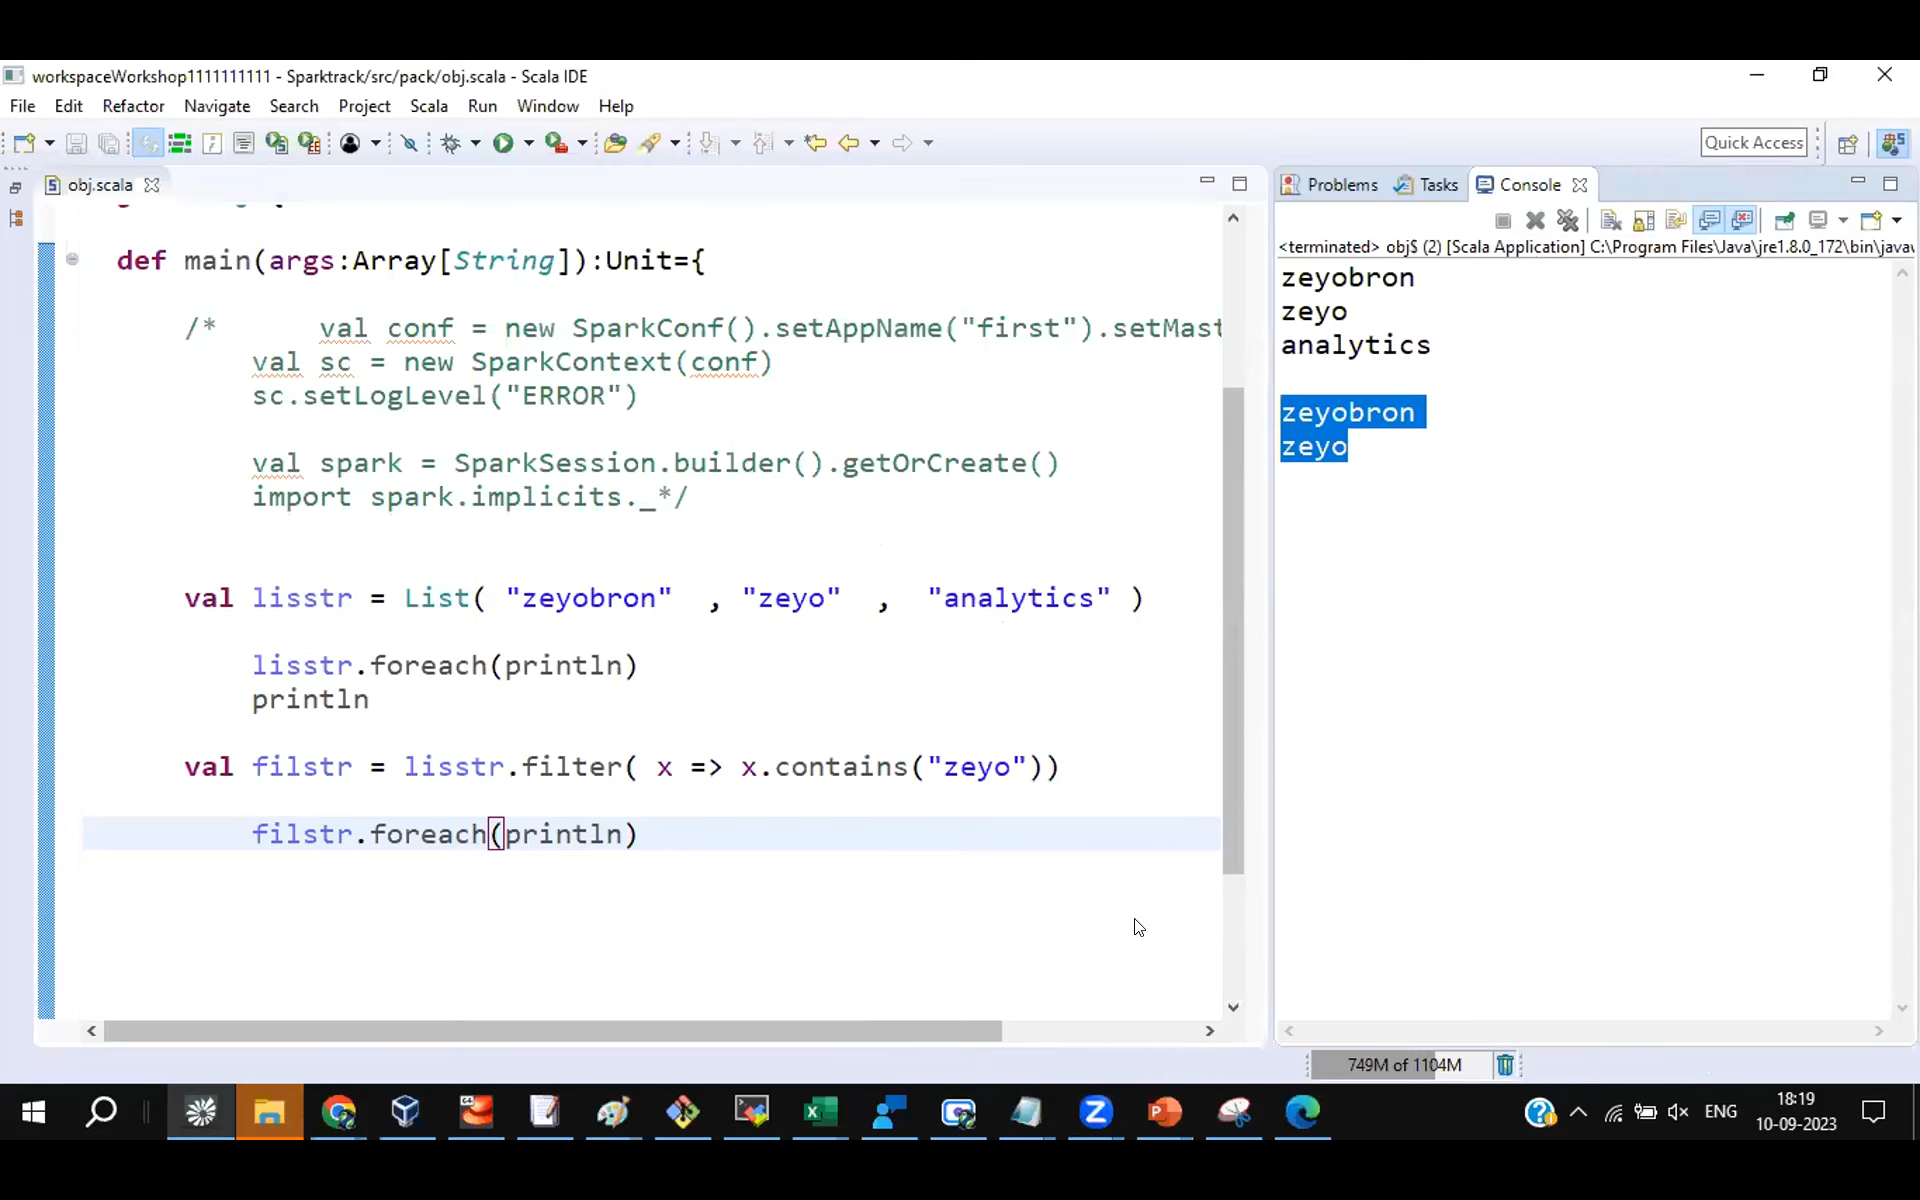 workspaceWorkshop1111111111 - Sparktrack/src/pack/obj.scala - Scala IDE
File Edit Refactor Navigate Search Project Scala Run Window Help
Quick Access
obj.scala
def main(args:Array[String]):Unit={
/* val conf = new SparkConf().setAppName("first").setMast
val sc = new SparkContext(conf)
sc.setLogLevel("ERROR")
val spark = SparkSession.builder().getOrCreate()
import spark.implicits._*/
val lisstr = List( "zeyobron" , "zeyo" , "analytics" )
lisstr.foreach(println)
println
val filstr = lisstr.filter( x => x.contains("zeyo"))
filstr.foreach(println)
Problems Tasks Console
<terminated> obj$ (2) [Scala Application] C:\Program Files\Java\jre1.8.0_172\bin\javaw
zeyobron
zeyo
analytics
zeyobron
zeyo
749M of 1104M
ENG
18:19
10-09-2023